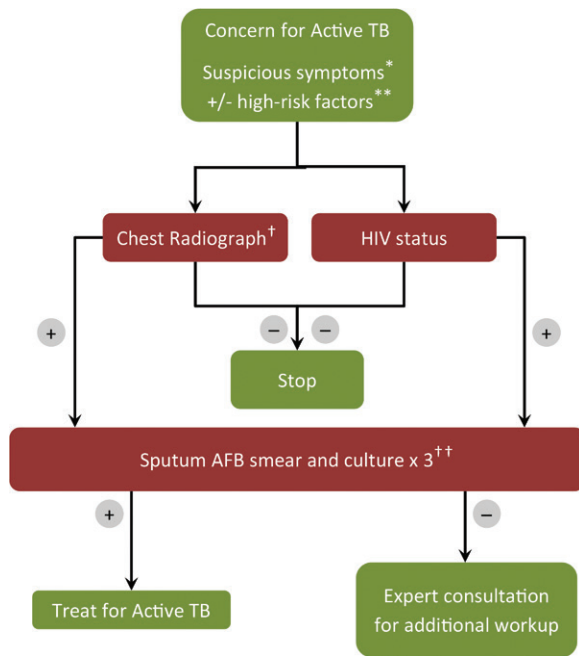 Concern for Active TB
Suspicious symptoms*
+/- high-risk factors**
Chest Radiograph†
HIV status
+
− −
+
Stop
Sputum AFB smear and culture x 3††
+
−
Treat for Active TB
Expert consultation
for additional workup